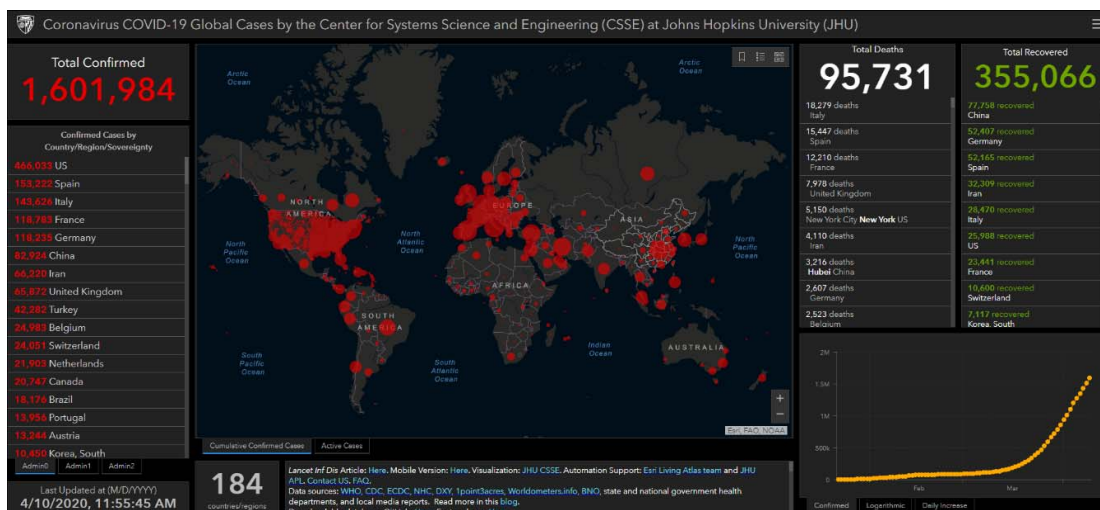 Coronavirus COVID-19 Global Cases by the Center for Systems Science and Engineering (CSSE) at Johns Hopkins University (JHU)
Total Confirmed
1,601,984
Confirmed Cases by
Country/Region/Sovereignty
466,033 US
153,222 Spain
143,626 Italy
118,783 France
118,235 Germany
82,924 China
66,220 Iran
65,872 United Kingdom
42,282 Turkey
24,983 Belgium
24,051 Switzerland
21,903 Netherlands
20,747 Canada
18,176 Brazil
13,956 Portugal
13,244 Austria
10,450 Korea, South
Admin0 Admin1 Admin2
Last Updated at (M/D/YYYY)
4/10/2020, 11:55:45 AM
Arctic
Ocean
Arctic
Ocean
NORTH
AMERICA
EUROPE
ASIA
North
Pacific
Ocean
North
Atlantic
Ocean
North
Pacific
Ocean
AFRICA
SOUTH
AMERICA
Indian
Ocean
AUSTRALIA
South
Pacific
Ocean
South
Atlantic
Ocean
+
−
Esri, FAO, NOAA
Cumulative Confirmed Cases Active Cases
184
countries/regions
Lancet Inf Dis Article: Here. Mobile Version: Here. Visualization: JHU CSSE. Automation Support: Esri Living Atlas team and JHU
APL. Contact US. FAQ.
Data sources: WHO, CDC, ECDC, NHC, DXY, 1point3acres, Worldometers.info, BNO, state and national government health
departments, and local media reports. Read more in this blog.
Total Deaths
95,731
18,279 deaths
Italy
15,447 deaths
Spain
12,210 deaths
France
7,978 deaths
United Kingdom
5,150 deaths
New York City New York US
4,110 deaths
Iran
3,216 deaths
Hubei China
2,607 deaths
Germany
2,523 deaths
Belgium
Total Recovered
355,066
77,758 recovered
China
52,407 recovered
Germany
52,165 recovered
Spain
32,309 recovered
Iran
28,470 recovered
Italy
25,988 recovered
US
23,441 recovered
France
10,600 recovered
Switzerland
7,117 recovered
Korea, South
2M
1.5M
1M
500k
0
Feb Mar
Confirmed Logarithmic Daily Increase